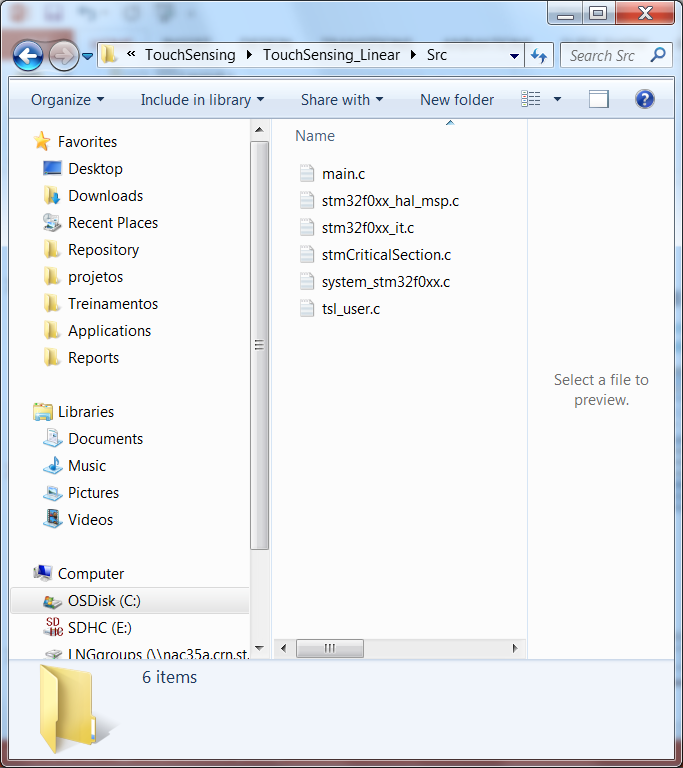 « TouchSensing ▸ TouchSensing_Linear ▸ Src
Search Src
Organize Include in library Share with New folder
Favorites
Desktop
Downloads
Recent Places
Repository
projetos
Treinamentos
Applications
Reports
Libraries
Documents
Music
Pictures
Videos
Computer
OSDisk (C:)
SDHC (E:)
LNGgroups (\\nac35a.crn.st.
Name
main.c
stm32f0xx_hal_msp.c
stm32f0xx_it.c
stmCriticalSection.c
system_stm32f0xx.c
tsl_user.c
Select a file to
preview.
6 items